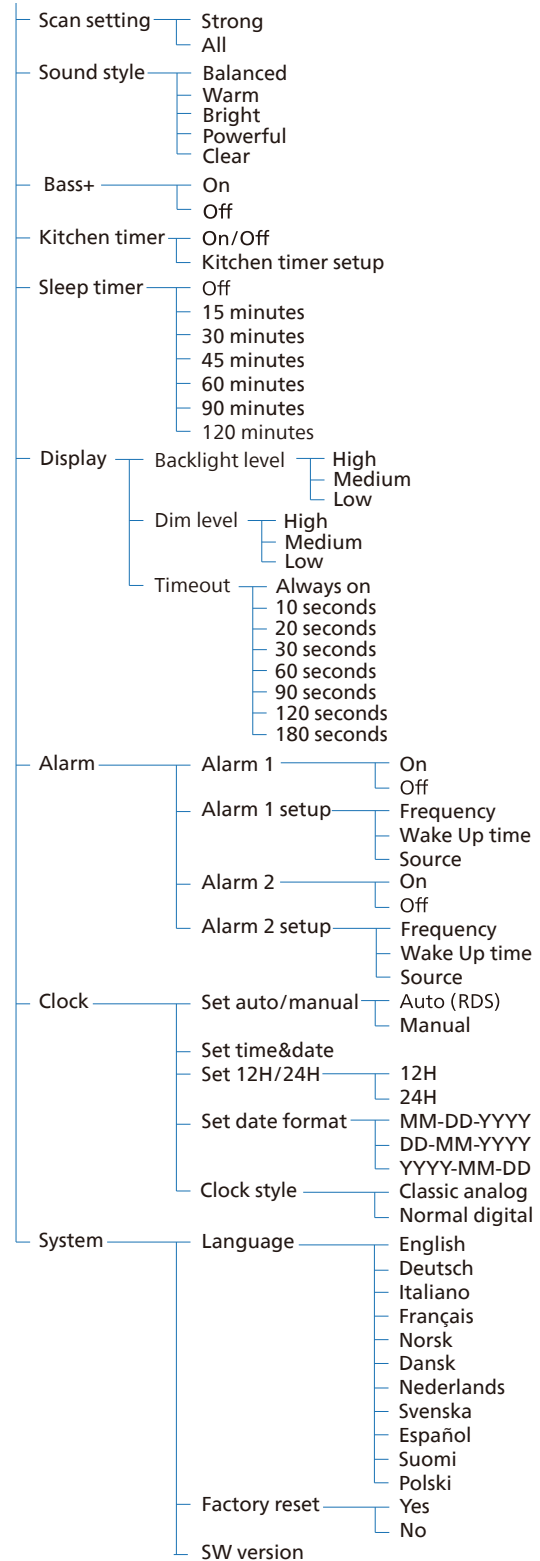 Scan setting Strong
All
Sound style Balanced
Warm
Bright
Powerful
Clear
Bass+ On
Off
Kitchen timer On/Off
Kitchen timer setup
Sleep timer Off
15 minutes
30 minutes
45 minutes
60 minutes
90 minutes
120 minutes
Display Backlight level High
Medium
Low
Dim level High
Medium
Low
Timeout Always on
10 seconds
20 seconds
30 seconds
60 seconds
90 seconds
120 seconds
180 seconds
Alarm Alarm 1 On
Off
Alarm 1 setup Frequency
Wake Up time
Source
Alarm 2 On
Off
Alarm 2 setup Frequency
Wake Up time
Source
Clock Set auto/manual Auto (RDS)
Manual
Set time&date
Set 12H/24H 12H
24H
Set date format MM-DD-YYYY
DD-MM-YYYY
YYYY-MM-DD
Clock style Classic analog
Normal digital
System Language English
Deutsch
Italiano
Français
Norsk
Dansk
Nederlands
Svenska
Español
Suomi
Polski
Factory reset Yes
No
SW version